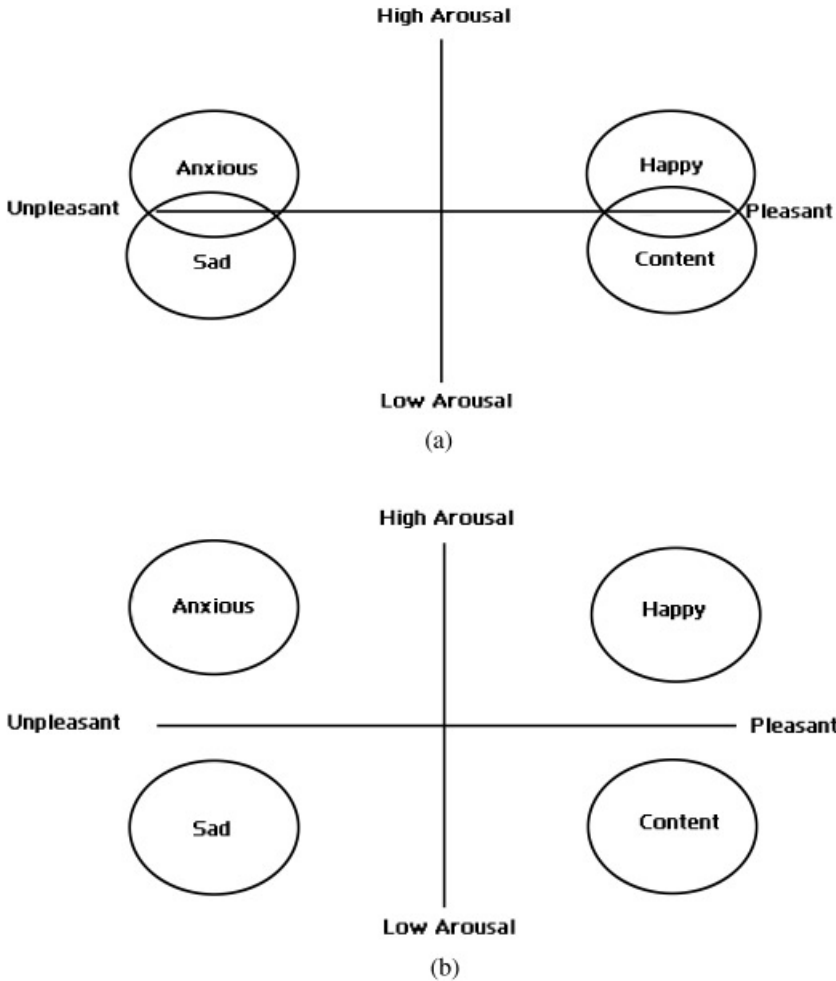 High Arousal
Anxious
Happy
Unpleasant
Pleasant
Sad
Content
Low Arousal
(a)
High Arousal
Anxious
Happy
Unpleasant
Pleasant
Sad
Content
Low Arousal
(b)